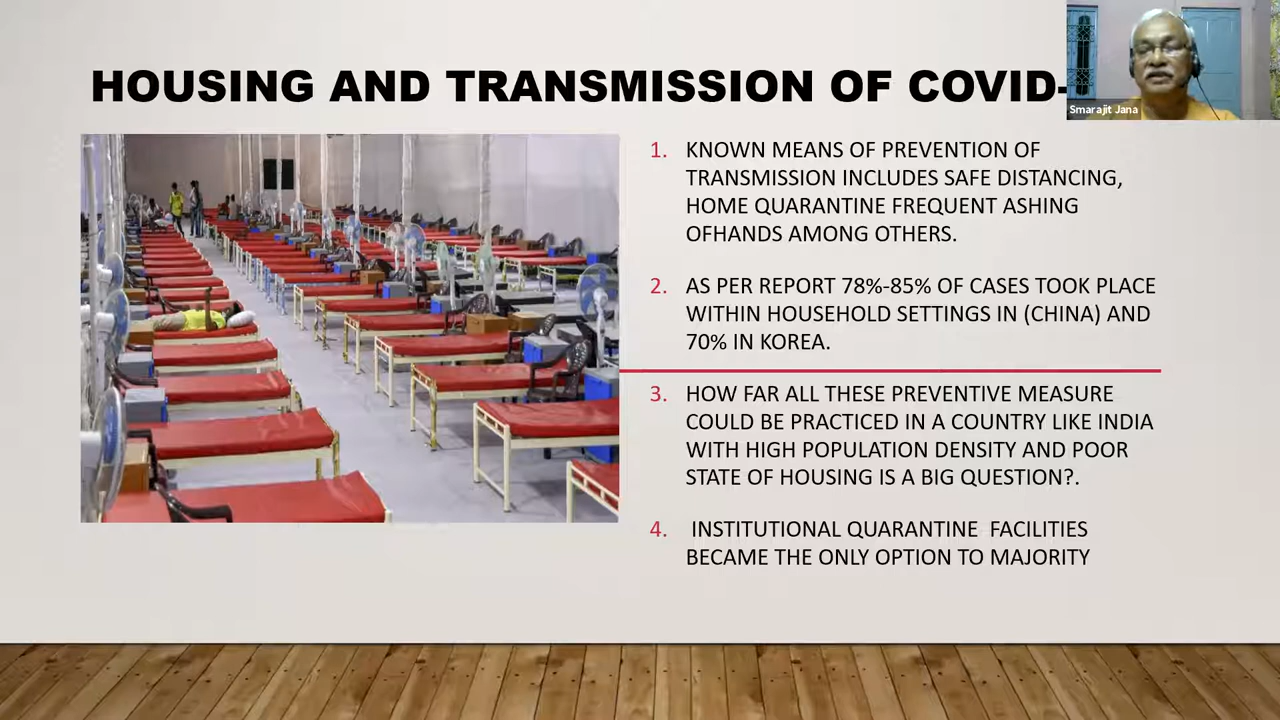 HOUSING AND TRANSMISSION OF COVID-
Smarajit Jana
1. KNOWN MEANS OF PREVENTION OF
TRANSMISSION INCLUDES SAFE DISTANCING,
HOME QUARANTINE FREQUENT ASHING
OFHANDS AMONG OTHERS.
2. AS PER REPORT 78%-85% OF CASES TOOK PLACE
WITHIN HOUSEHOLD SETTINGS IN (CHINA) AND
70% IN KOREA.
3. HOW FAR ALL THESE PREVENTIVE MEASURE
COULD BE PRACTICED IN A COUNTRY LIKE INDIA
WITH HIGH POPULATION DENSITY AND POOR
STATE OF HOUSING IS A BIG QUESTION?.
4. INSTITUTIONAL QUARANTINE FACILITIES
BECAME THE ONLY OPTION TO MAJORITY